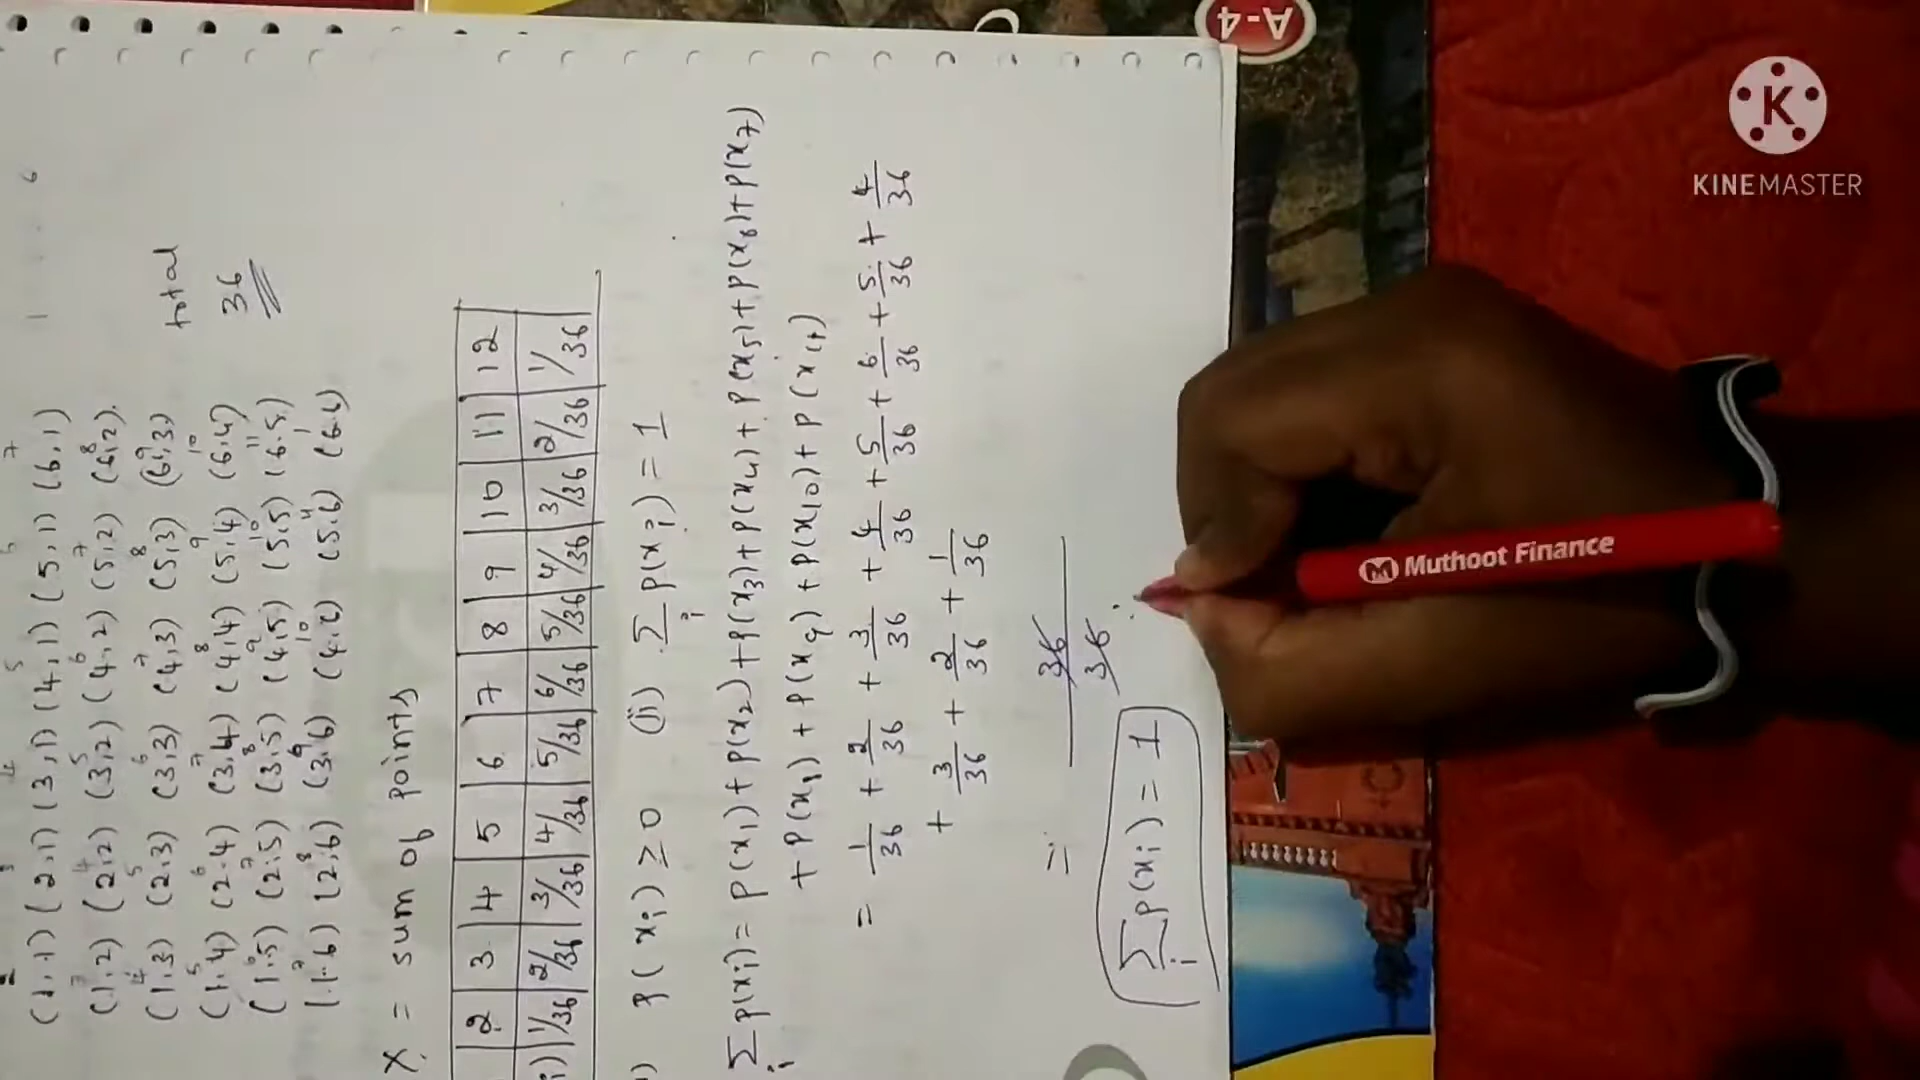 (1,1) (2,1) (3,1) (4,1) (5,1) (6,1)
(1,2) (2,2) (3,2) (4,2) (5,2) (6,2).
(1,3) (2,3) (3,3) (4,3) (5,3) (6,3)
(1,4) (2,4) (3,4) (4,4) (5,4) (6,4)
(1,5) (2,5) (3,5) (4,5) (5,5) (6,5)
(1,6) (2,6) (3,6) (4,6) (5,6) (6,6)
total
36
X = sum of points
2 3 4 5 6 7 8 9 10 11 12
1/36 2/36 3/36 4/36 5/36 6/36 5/36 4/36 3/36 2/36 1/36
P(xi) ≥ 0 (ii) Σi P(xi) = 1
Σi P(xi) = P(x1) + P(x2) + P(x3) + P(x4) + P(x5) + P(x6) + P(x7)
+ P(x9) + P(x10) + P(x11)
= 1/36 + 2/36 + 3/36 + 4/36 + 5/36 + 6/36 + 5/36 + 4/36
+ 3/36 + 2/36 + 1/36
= 36/36
Σi P(xi) = 1
A-4
KINEMASTER
Muthoot Finance